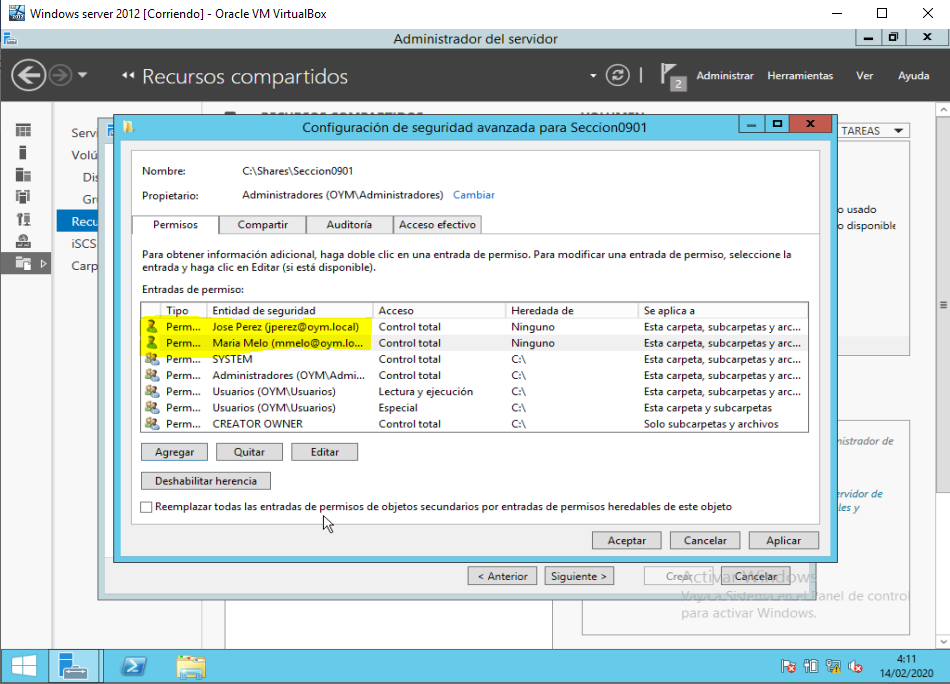 Windows server 2012 [Corriendo] - Oracle VM VirtualBox
Administrador del servidor
Recursos compartidos
2
Administrar Herramientas Ver Ayuda
Servi
Volú
Dis
Gru
Recu
iSCS
Carp
TAREAS
o usado
o disponible
Configuración de seguridad avanzada para Seccion0901
Nombre: C:\Shares\Seccion0901
Propietario: Administradores (OYM\Administradores) Cambiar
Permisos Compartir Auditoría Acceso efectivo
Para obtener información adicional, haga doble clic en una entrada de permiso. Para modificar una entrada de permiso, seleccione la
entrada y haga clic en Editar (si está disponible).
Entradas de permiso:
Tipo Entidad de seguridad Acceso Heredada de Se aplica a
Perm... Jose Perez (jperez@oym.local) Control total Ninguno Esta carpeta, subcarpetas y arc...
Perm... Maria Melo (mmelo@oym.lo... Control total Ninguno Esta carpeta, subcarpetas y arc...
Perm... SYSTEM Control total C:\ Esta carpeta, subcarpetas y arc...
Perm... Administradores (OYM\Admi... Control total C:\ Esta carpeta, subcarpetas y arc...
Perm... Usuarios (OYM\Usuarios) Lectura y ejecución C:\ Esta carpeta, subcarpetas y arc...
Perm... Usuarios (OYM\Usuarios) Especial C:\ Esta carpeta y subcarpetas
Perm... CREATOR OWNER Control total C:\ Solo subcarpetas y archivos
Agregar Quitar Editar
Deshabilitar herencia
Reemplazar todas las entradas de permisos de objetos secundarios por entradas de permisos heredables de este objeto
Aceptar Cancelar Aplicar
nistrador de
ervidor de
les y
< Anterior Siguiente > Crear Cancelar
Activar Windows
Vaya a Sistema en el Panel de control
para activar Windows.
4:11
14/02/2020